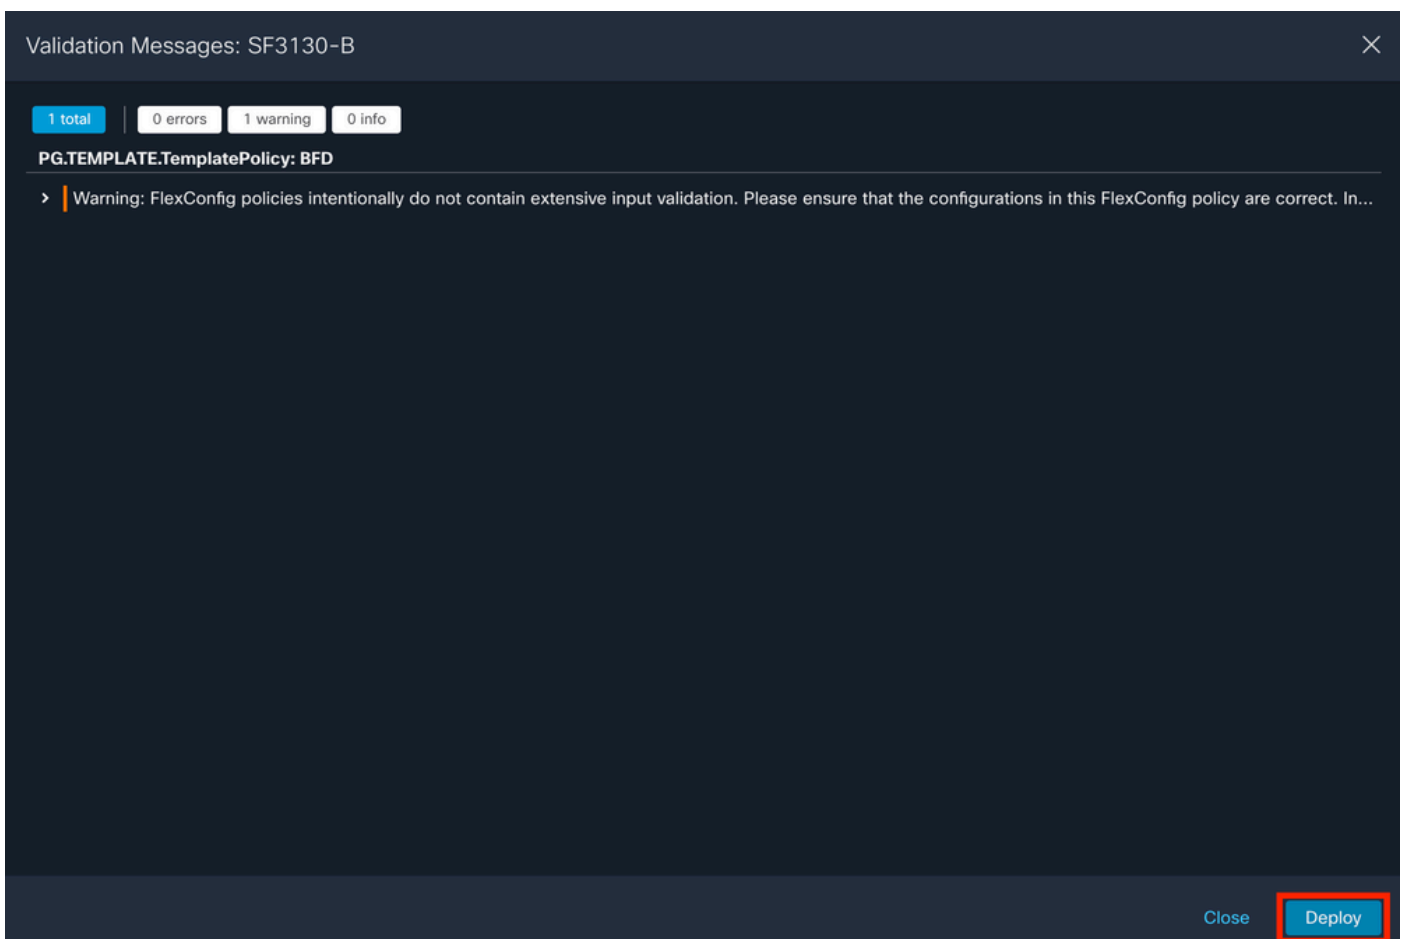 Validation Messages: SF3130-B
1 total 0 errors 1 warning 0 info
PG.TEMPLATE.TemplatePolicy: BFD
Warning: FlexConfig policies intentionally do not contain extensive input validation. Please ensure that the configurations in this FlexConfig policy are correct. In...
Close Deploy